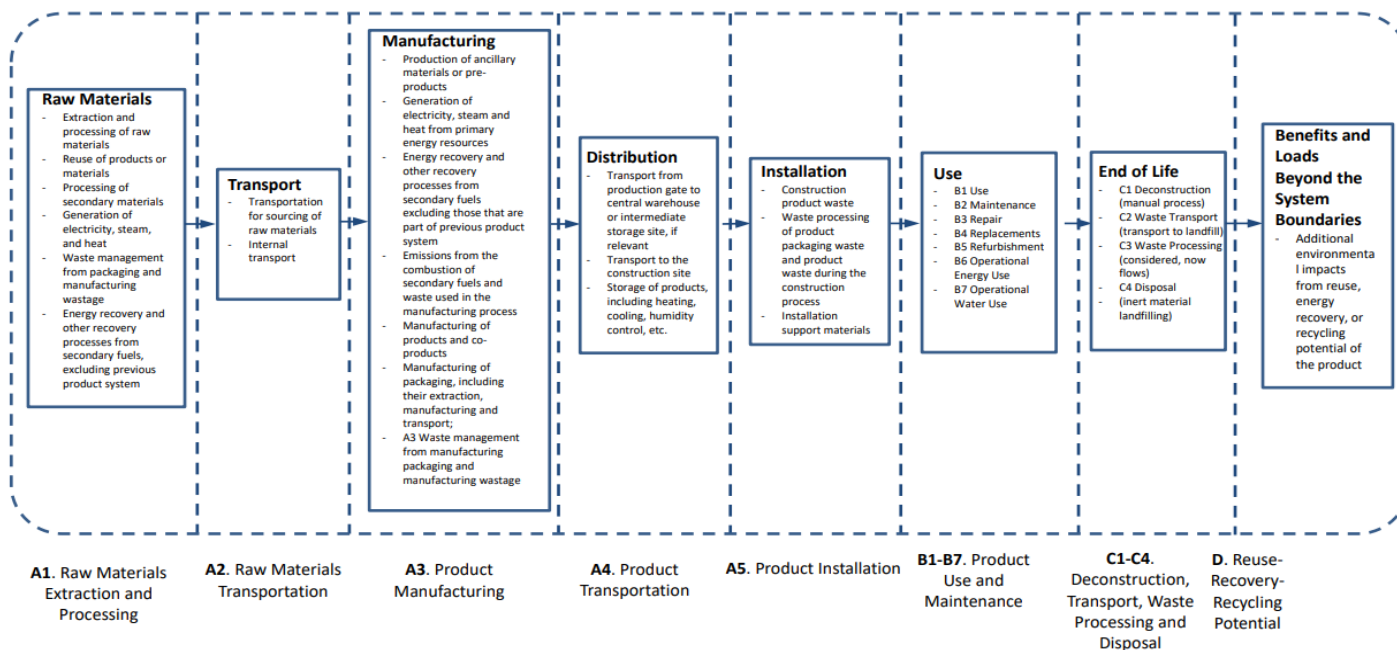 Raw Materials
- Extraction and
processing of raw
materials
- Reuse of products or
materials
- Processing of
secondary materials
- Generation of
electricity, steam, and
heat
- Waste management
from packaging and
manufacturing
wastage
- Energy recovery and
other recovery
processes from
secondary fuels,
excluding previous
product system
Transport
- Transportation
for sourcing of
raw materials
- Internal
transport
Manufacturing
- Production of ancillary
materials or pre-
products
- Generation of
electricity, steam and
heat from primary
energy resources
- Energy recovery and
other recovery
processes from
secondary fuels
excluding those that are
part of previous product
system
- Emissions from the
combustion of
secondary fuels and
waste used in the
manufacturing process
- Manufacturing of
products and co-
products
- Manufacturing of
packaging, including
their extraction,
manufacturing and
transport;
- A3 Waste management
from manufacturing
packaging and
manufacturing wastage
Distribution
- Transport from
production gate to
central warehouse
or intermediate
storage site, if
relevant
- Transport to the
construction site
- Storage of products,
including heating,
cooling, humidity
control, etc.
Installation
- Construction
product waste
- Waste processing
of product
packaging waste
and product
waste during the
construction
process
- Installation
support materials
Use
- B1 Use
- B2 Maintenance
- B3 Repair
- B4 Replacements
- B5 Refurbishment
- B6 Operational
Energy Use
- B7 Operational
Water Use
End of Life
- C1 Deconstruction
(manual process)
- C2 Waste Transport
(transport to landfill)
- C3 Waste Processing
(considered, now
flows)
- C4 Disposal
- (inert material
landfilling)
Benefits and
Loads
Beyond the
System
Boundaries
- Additional
environmenta
l impacts
from reuse,
energy
recovery, or
recycling
potential of
the product
A1. Raw Materials
Extraction and
Processing
A2. Raw Materials
Transportation
A3. Product
Manufacturing
A4. Product
Transportation
A5. Product Installation
B1-B7. Product
Use and
Maintenance
C1-C4.
Deconstruction,
Transport, Waste
Processing and
Disposal
D. Reuse-
Recovery-
Recycling
Potential